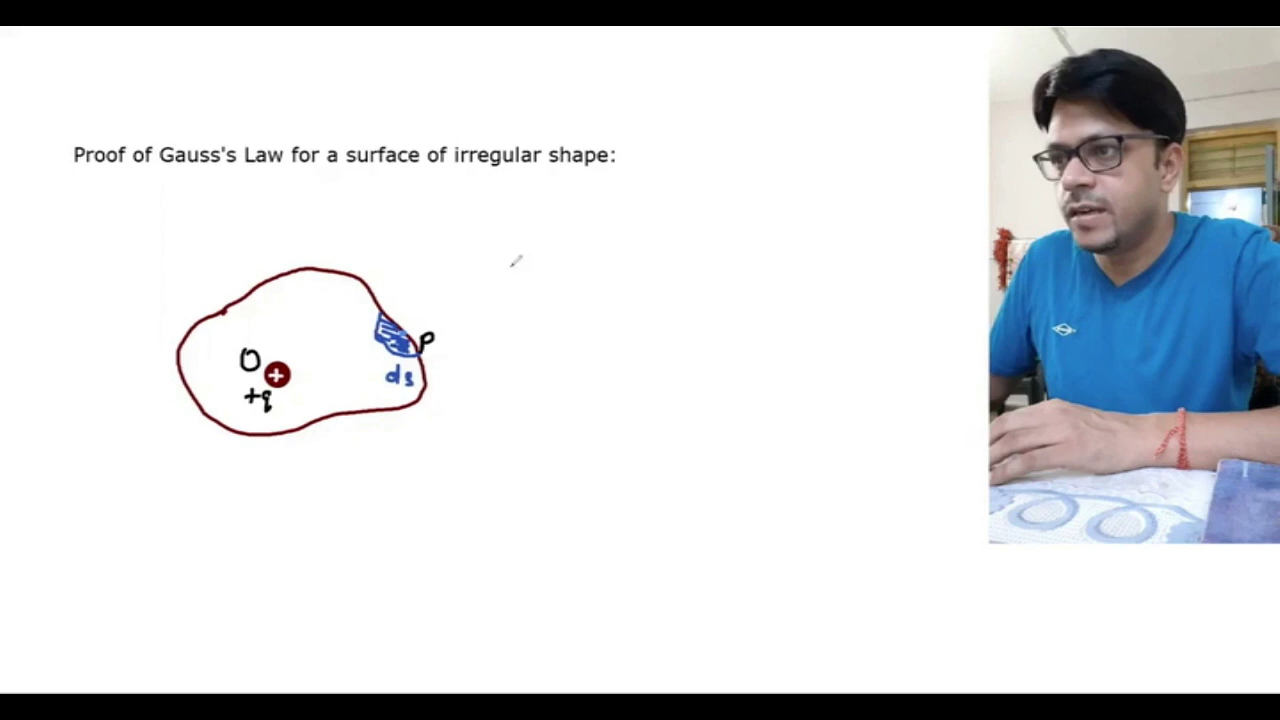 Proof of Gauss's Law for a surface of irregular shape:
O
+
+q
P
ds